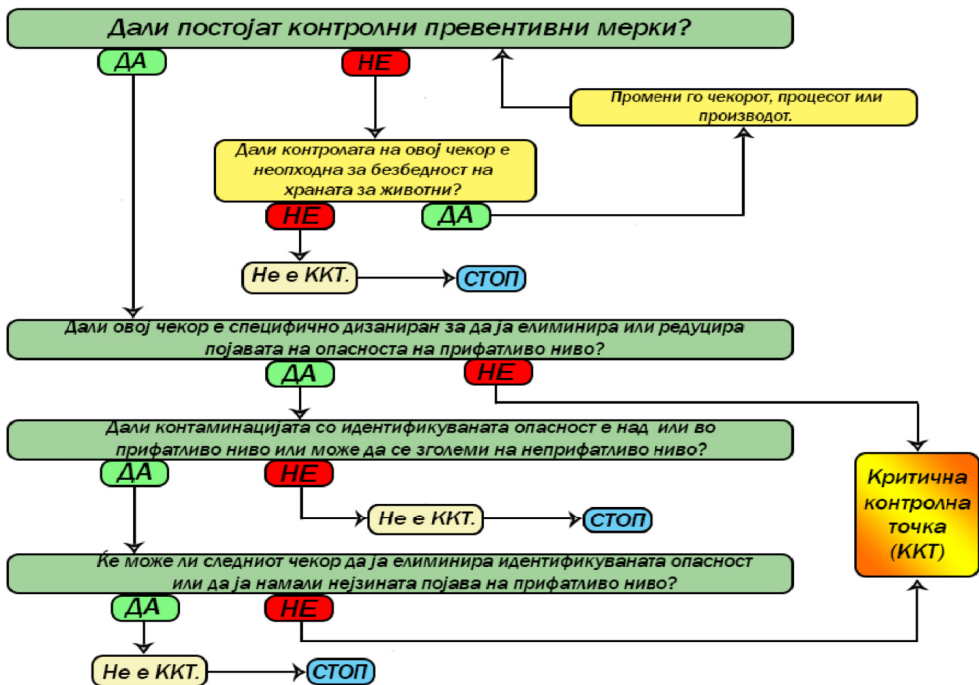 Дали постојат контролни превентивни мерки?
ДА
НЕ
Промени го чекорот, процесот или
производот.
Дали контролата на овој чекор е
неопходна за безбедност на
храната за животни?
НЕ
ДА
Не е ККТ.
СТОП
Дали овој чекор е специфично дизаниран за да ја елиминира или редуцира
појавата на опасноста на прифатливо ниво?
ДА
НЕ
Дали контаминацијата со идентификуваната опасност е над или во
прифатливо ниво или може да се зголеми на неприфатливо ниво?
ДА
НЕ
Критична
контролна
точка
(ККТ)
Не е ККТ.
СТОП
Ќе може ли следниот чекор да ја елиминира идентификуваната опасност
или да ја намали нејзината појава на прифатливо ниво?
ДА
НЕ
Не е ККТ.
СТОП